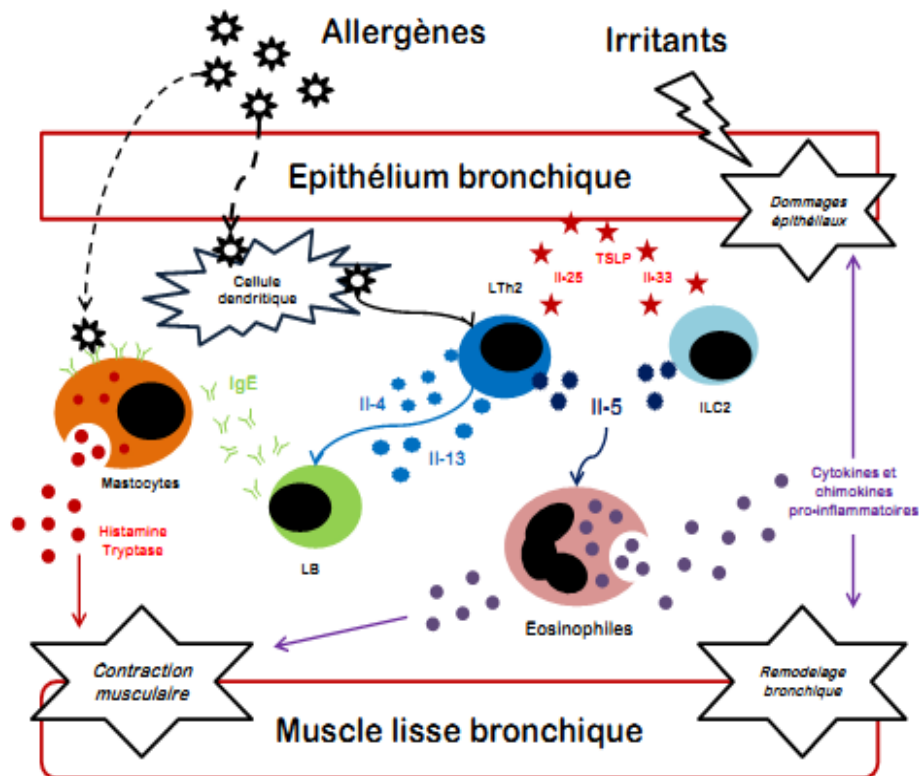 Allergènes
Irritants
Epithélium bronchique
Dommages
épithéliaux
TSLP
Il-25
Il-33
Cellule
dendritique
LTh2
ILC2
IgE
Il-4
Il-5
Il-13
Mastocytes
Histamine
Tryptase
LB
Cytokines et
chimokines
pro-inflammatoires
Eosinophiles
Contraction
musculaire
Remodelage
bronchique
Muscle lisse bronchique